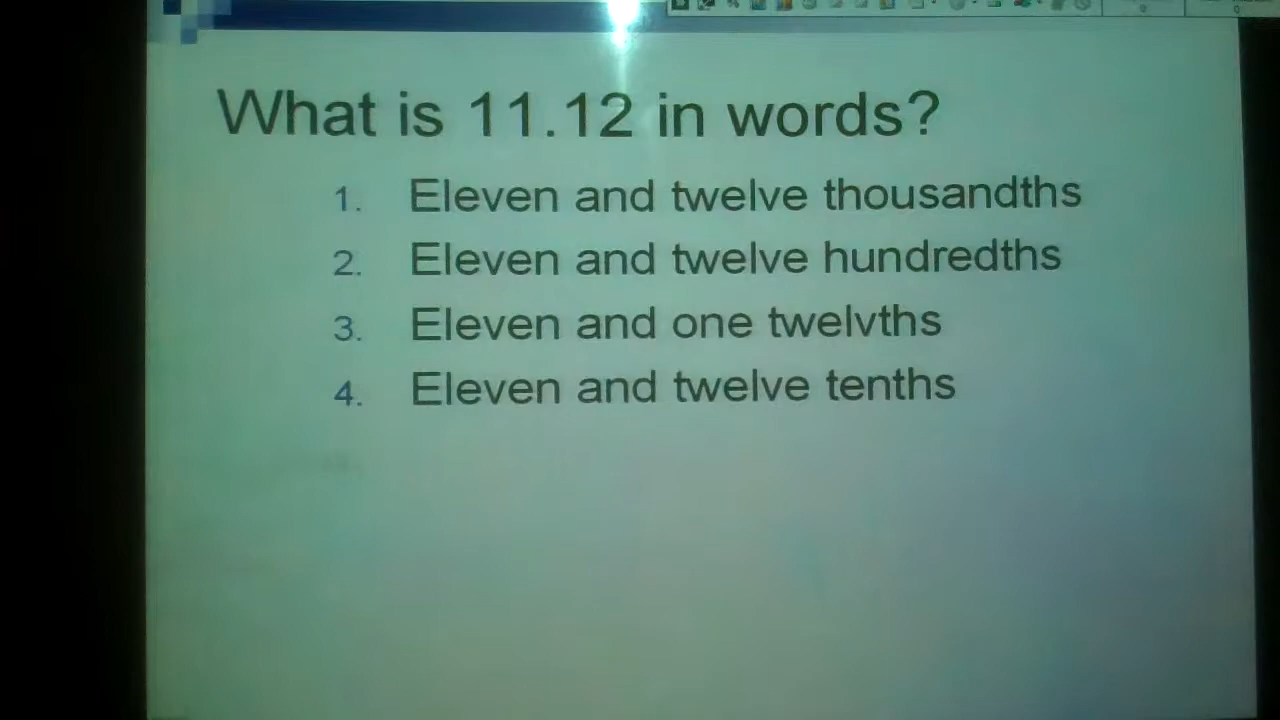 What is 11.12 in words?
1. Eleven and twelve thousandths
2. Eleven and twelve hundredths
3. Eleven and one twelvths
4. Eleven and twelve tenths